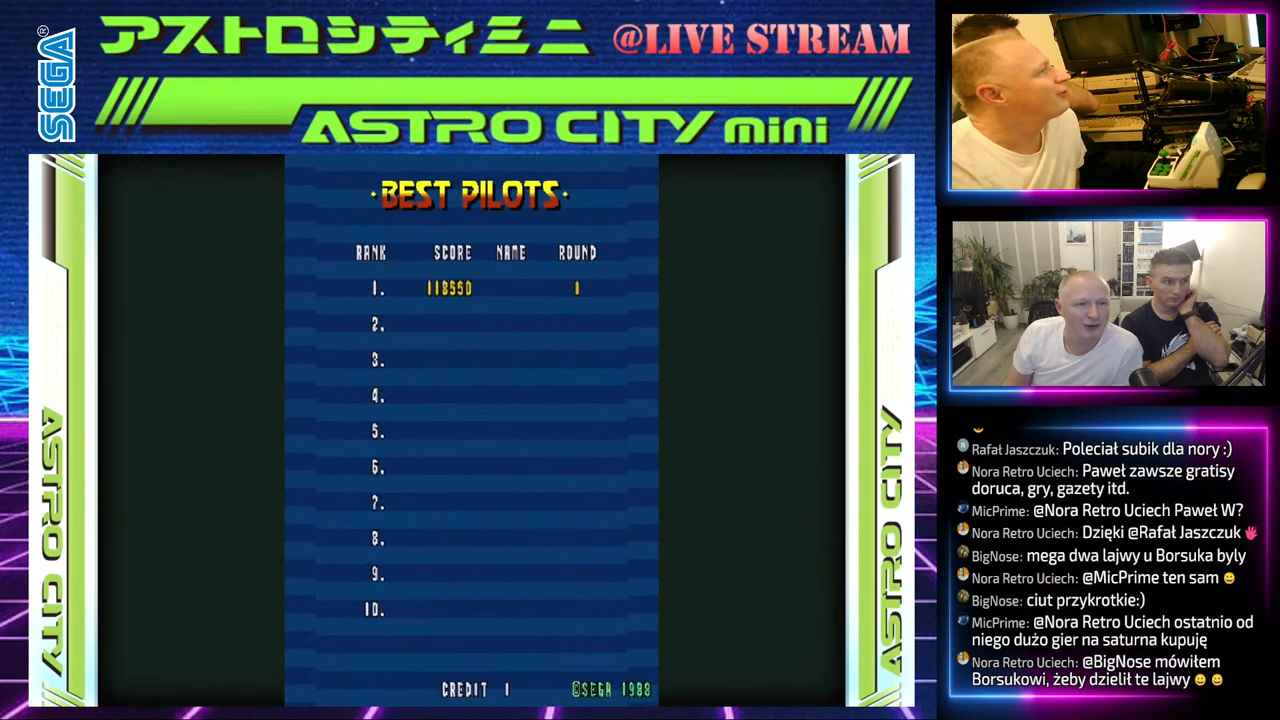 SEGA®
アストロシティミニ @LIVE STREAM
ASTRO CITY mini
·BEST PILOTS·
RANK SCORE NAME ROUND
1. 118550 1
2.
3.
4.
5.
6.
7.
8.
9.
10.
CREDIT 1 ©SEGA 1988
ASTRO CITY
ASTRO CITY
Rafał Jaszczuk: Poleciał subik dla nory :)
Nora Retro Uciech: Paweł zawsze gratisy
doruca, gry, gazety itd.
MicPrime: @Nora Retro Uciech Paweł W?
Nora Retro Uciech: Dzięki @Rafał Jaszczuk
BigNose: mega dwa lajwy u Borsuka byly
Nora Retro Uciech: @MicPrime ten sam
BigNose: ciut przykrotkie:)
MicPrime: @Nora Retro Uciech ostatnio od
niego dużo gier na saturna kupuję
Nora Retro Uciech: @BigNose mówiłem
Borsukowi, żeby dzielił te lajwy